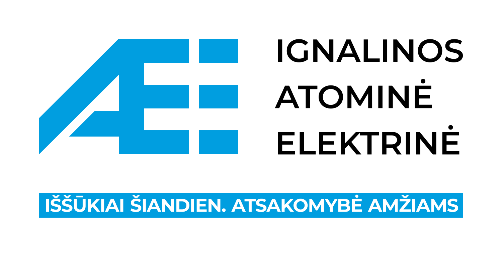 IGNALINOS
ATOMINĖ
ELEKTRINĖ
IŠŠŪKIAI ŠIANDIEN. ATSAKOMYBĖ AMŽIAMS